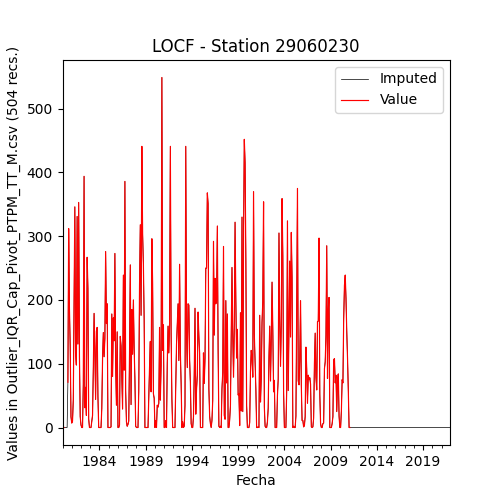 LOCF - Station 29060230
Values in Outlier_IQR_Cap_Pivot_PTPM_TT_M.csv (504 recs.)
500
400
300
200
100
0
Imputed
Value
1984 1989 1994 1999 2004 2009 2014 2019
Fecha